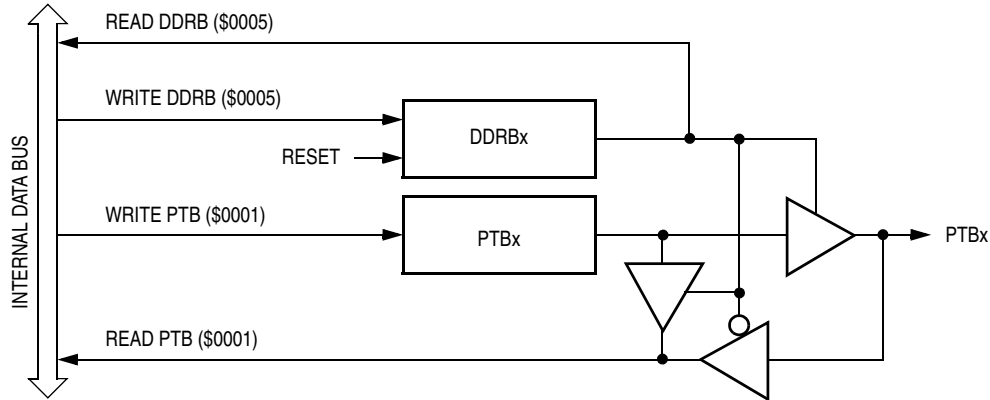 READ DDRB ($0005)
WRITE DDRB ($0005)
DDRBx
RESET
WRITE PTB ($0001)
PTBx
PTBx
READ PTB ($0001)
INTERNAL DATA BUS